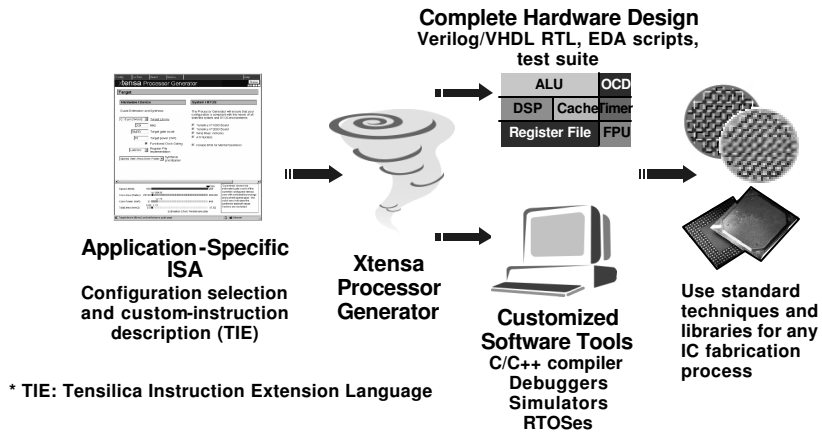 Complete Hardware Design
Verilog/VHDL RTL, EDA scripts,
test suite
Xtensa Processor Generator
Target
ALU
OCD
DSP
Cache
Timer
Register File
FPU
Application-Specific
ISA
Configuration selection
and custom-instruction
description (TIE)
Xtensa
Processor
Generator
Customized
Software Tools
C/C++ compiler
Debuggers
Simulators
RTOSes
Use standard
techniques and
libraries for any
IC fabrication
process
* TIE: Tensilica Instruction Extension Language